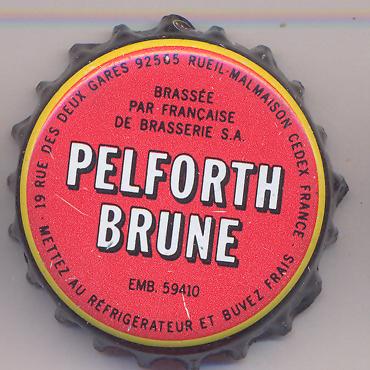 19 RUE DES DEUX GARES 92505 RUEIL-MALMAISON CEDEX FRANCE
BRASSÉE
PAR FRANÇAISE
DE BRASSERIE S.A.
PELFORTH
BRUNE
EMB. 59410
· METTEZ AU RÉFRIGÉRATEUR ET BUVEZ FRAIS ·